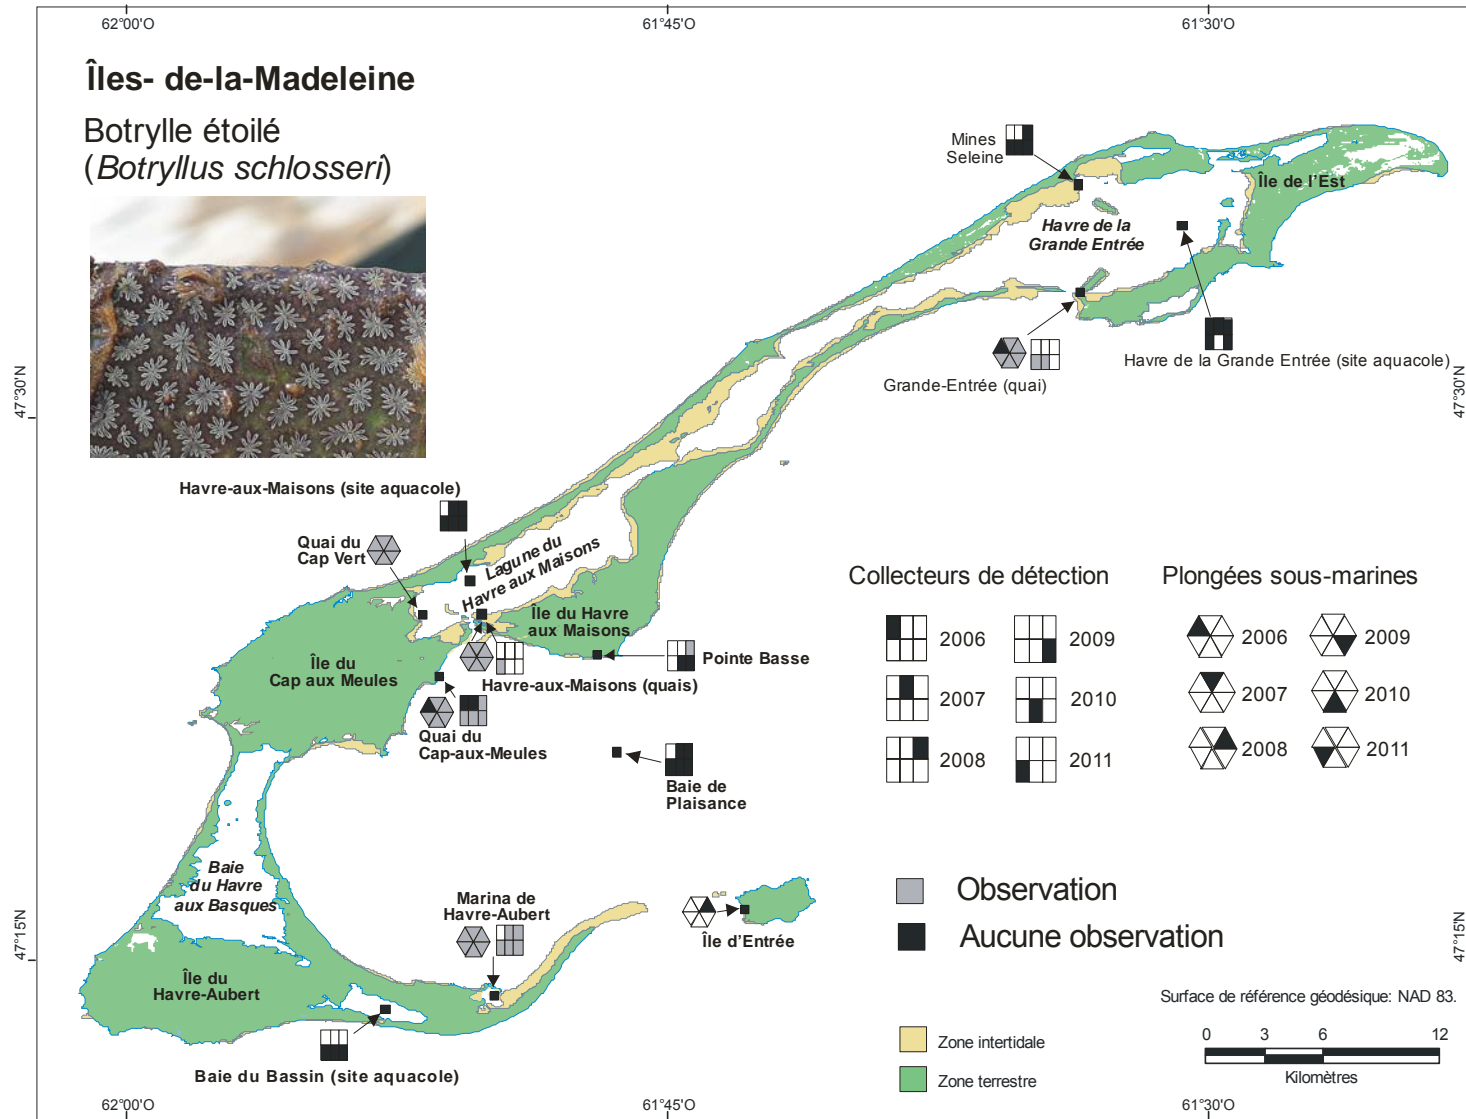 62°00'O
61°45'O
61°30'O
Îles- de-la-Madeleine
Botrylle étoilé
(Botryllus schlosseri)
Mines
Seleine
Île de l'Est
Havre de la
Grande Entrée
Havre de la Grande Entrée (site aquacole)
Grande-Entrée (quai)
47°30'N
47°30'N
Havre-aux-Maisons (site aquacole)
Quai du
Cap Vert
Lagune du
Havre aux Maisons
Île du Havre
aux Maisons
Île du
Cap aux Meules
Pointe Basse
Havre-aux-Maisons (quais)
Quai du
Cap-aux-Meules
Baie de
Plaisance
Collecteurs de détection
Plongées sous-marines
2006
2009
2006
2009
2007
2010
2007
2010
2008
2011
2008
2011
Baie
du Havre
aux Basques
Marina de
Havre-Aubert
Île d'Entrée
Observation
Aucune observation
47°15'N
47°15'N
Île du
Havre-Aubert
Baie du Bassin (site aquacole)
Surface de référence géodésique: NAD 83.
Zone intertidale
Zone terrestre
0 3 6 12
Kilomètres
62°00'O
61°45'O
61°30'O